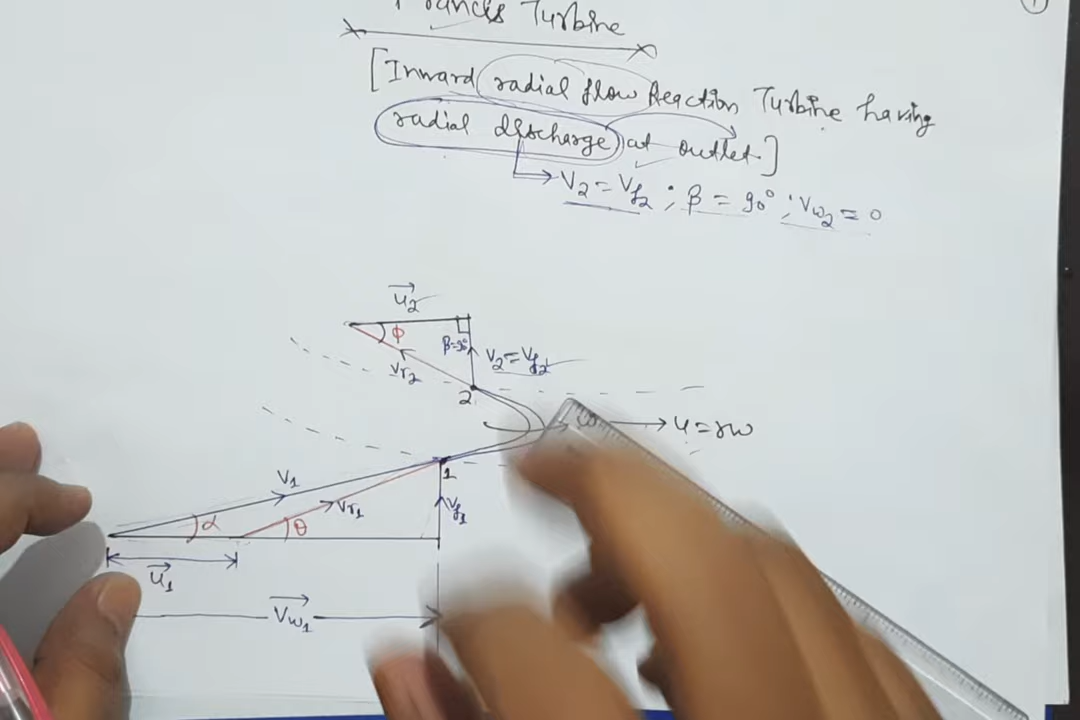 Francis Turbine
[Inward radial flow Reaction Turbine having
radial discharge at outlet]
V₂ = Vf₂ ; β = 90° ; Vw₂ = 0
u₂
ϕ
β=90°
V₂=Vf₂
Vr₂
2
ω
u=rω
1
V₁
Vr₁
Vf₁
α
θ
u₁
Vw₁